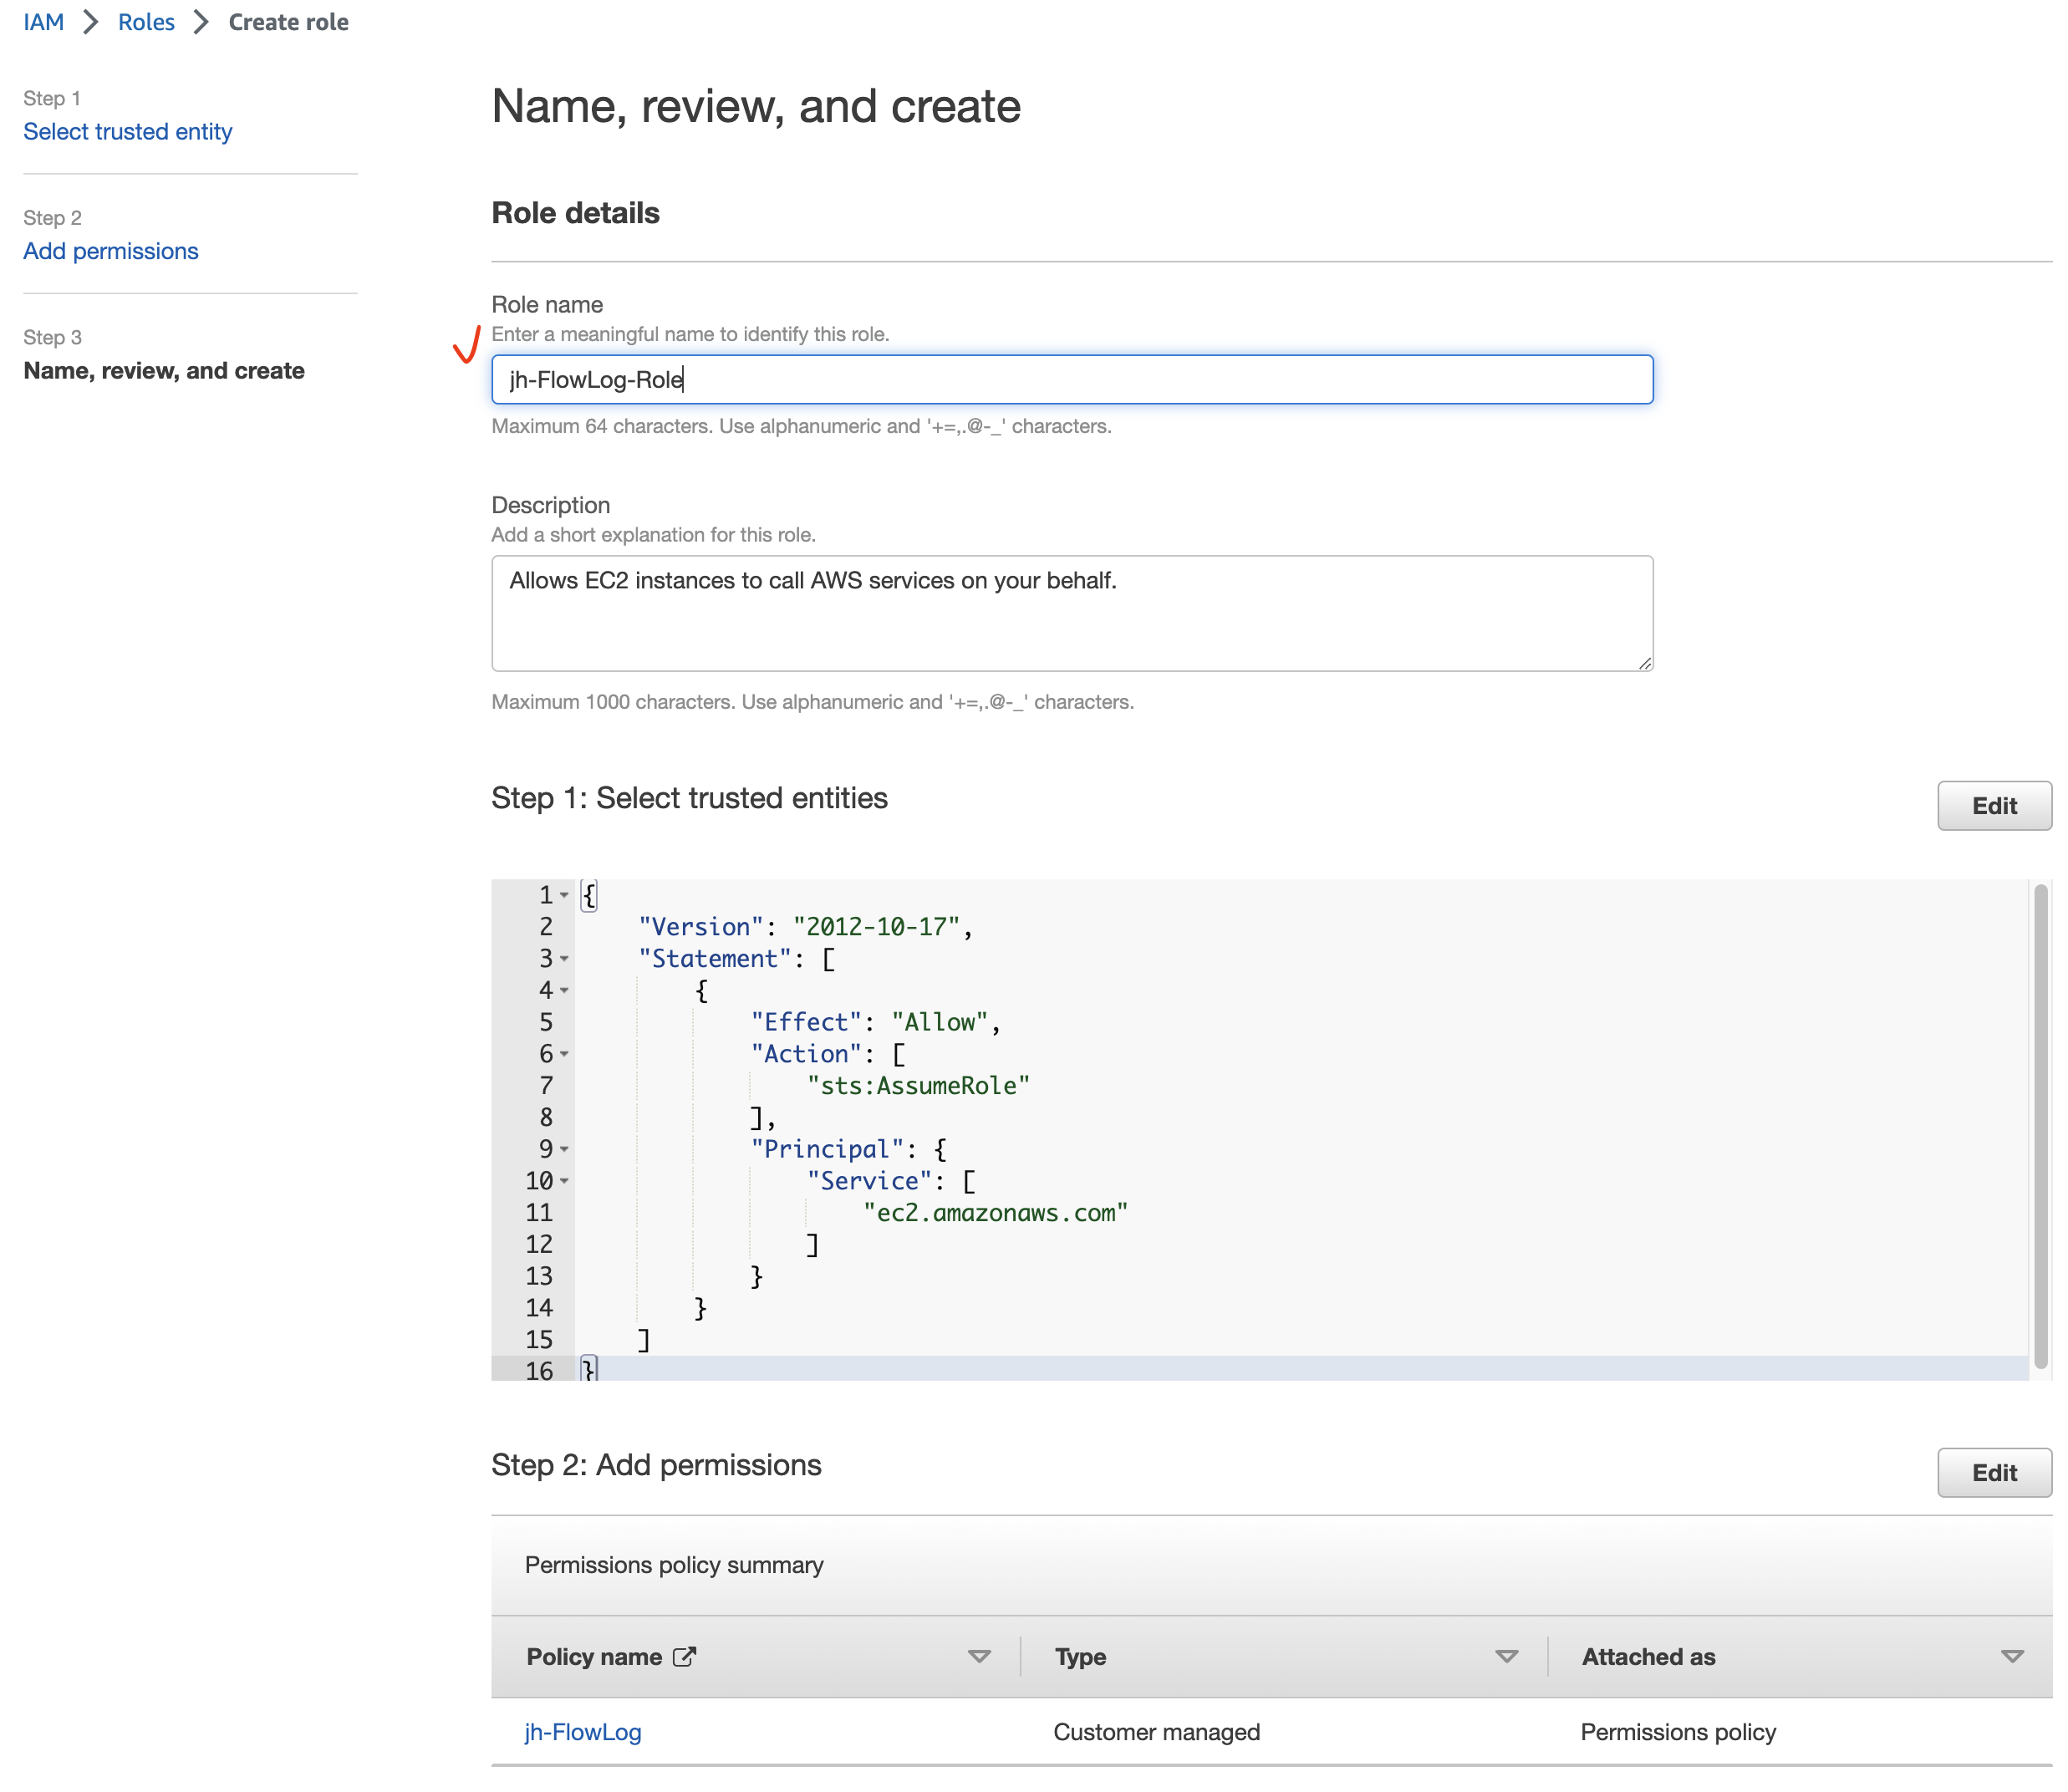 IAM > Roles > Create role
Step 1
Select trusted entity
Step 2
Add permissions
Step 3
Name, review, and create
Name, review, and create
Role details
Role name
Enter a meaningful name to identify this role.
jh-FlowLog-Role
Maximum 64 characters. Use alphanumeric and '+=,.@-_' characters.
Description
Add a short explanation for this role.
Allows EC2 instances to call AWS services on your behalf.
Maximum 1000 characters. Use alphanumeric and '+=,.@-_' characters.
Step 1: Select trusted entities
Edit
1 {
2     "Version": "2012-10-17",
3     "Statement": [
4         {
5             "Effect": "Allow",
6             "Action": [
7                 "sts:AssumeRole"
8             ],
9             "Principal": {
10                 "Service": [
11                     "ec2.amazonaws.com"
12                 ]
13             }
14         }
15     ]
16 }
Step 2: Add permissions
Edit
Permissions policy summary
Policy name Type Attached as
jh-FlowLog Customer managed Permissions policy